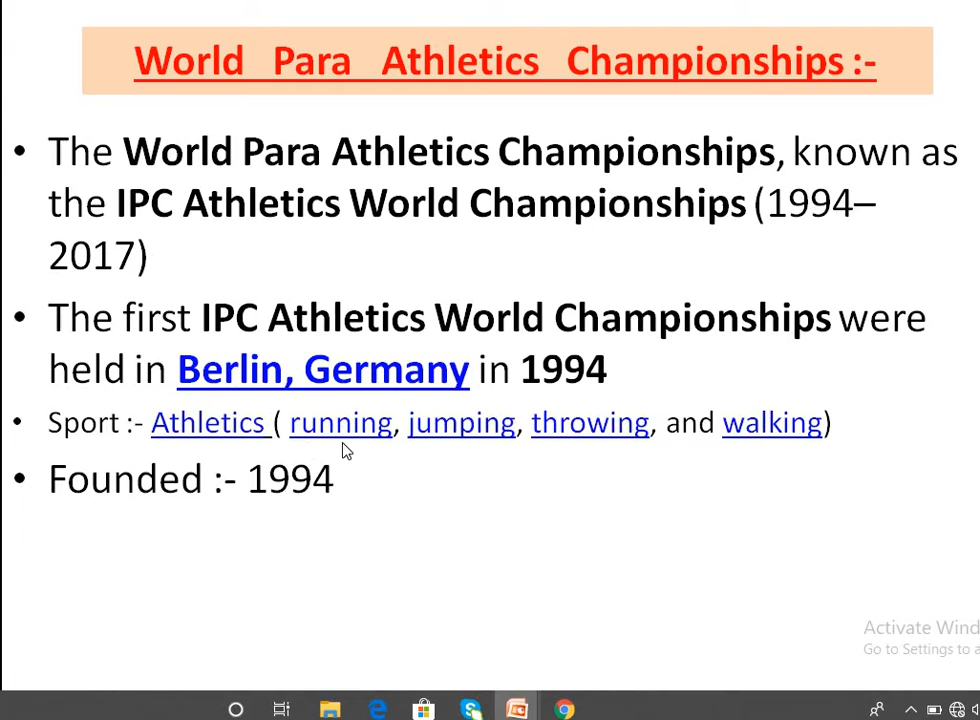 World Para Athletics Championships :-
• The World Para Athletics Championships, known as
the IPC Athletics World Championships (1994–
2017)
• The first IPC Athletics World Championships were
held in Berlin, Germany in 1994
• Sport :- Athletics ( running, jumping, throwing, and walking)
• Founded :- 1994
Activate Wind
Go to Settings to a